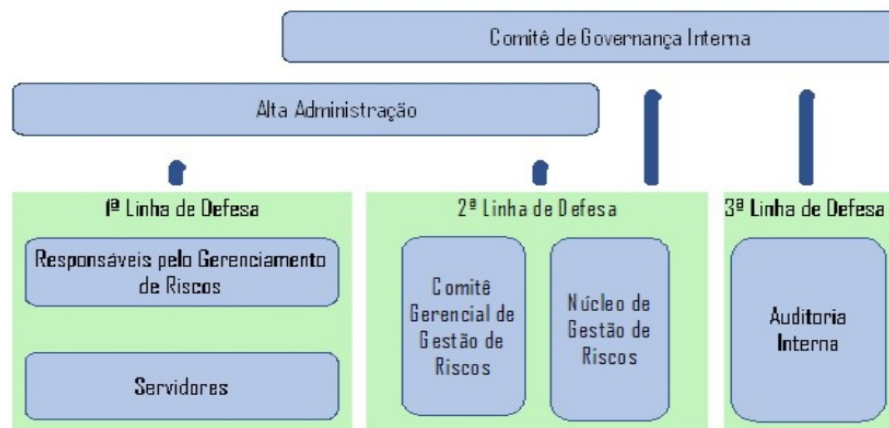 Comitê de Governança Interna
Alta Administração
1ª Linha de Defesa
Responsáveis pelo Gerenciamento
de Riscos
Servidores
2ª Linha de Defesa
Comitê
Gerencial de
Gestão de
Riscos
Núcleo de
Gestão de
Riscos
3ª Linha de Defesa
Auditoria
Interna